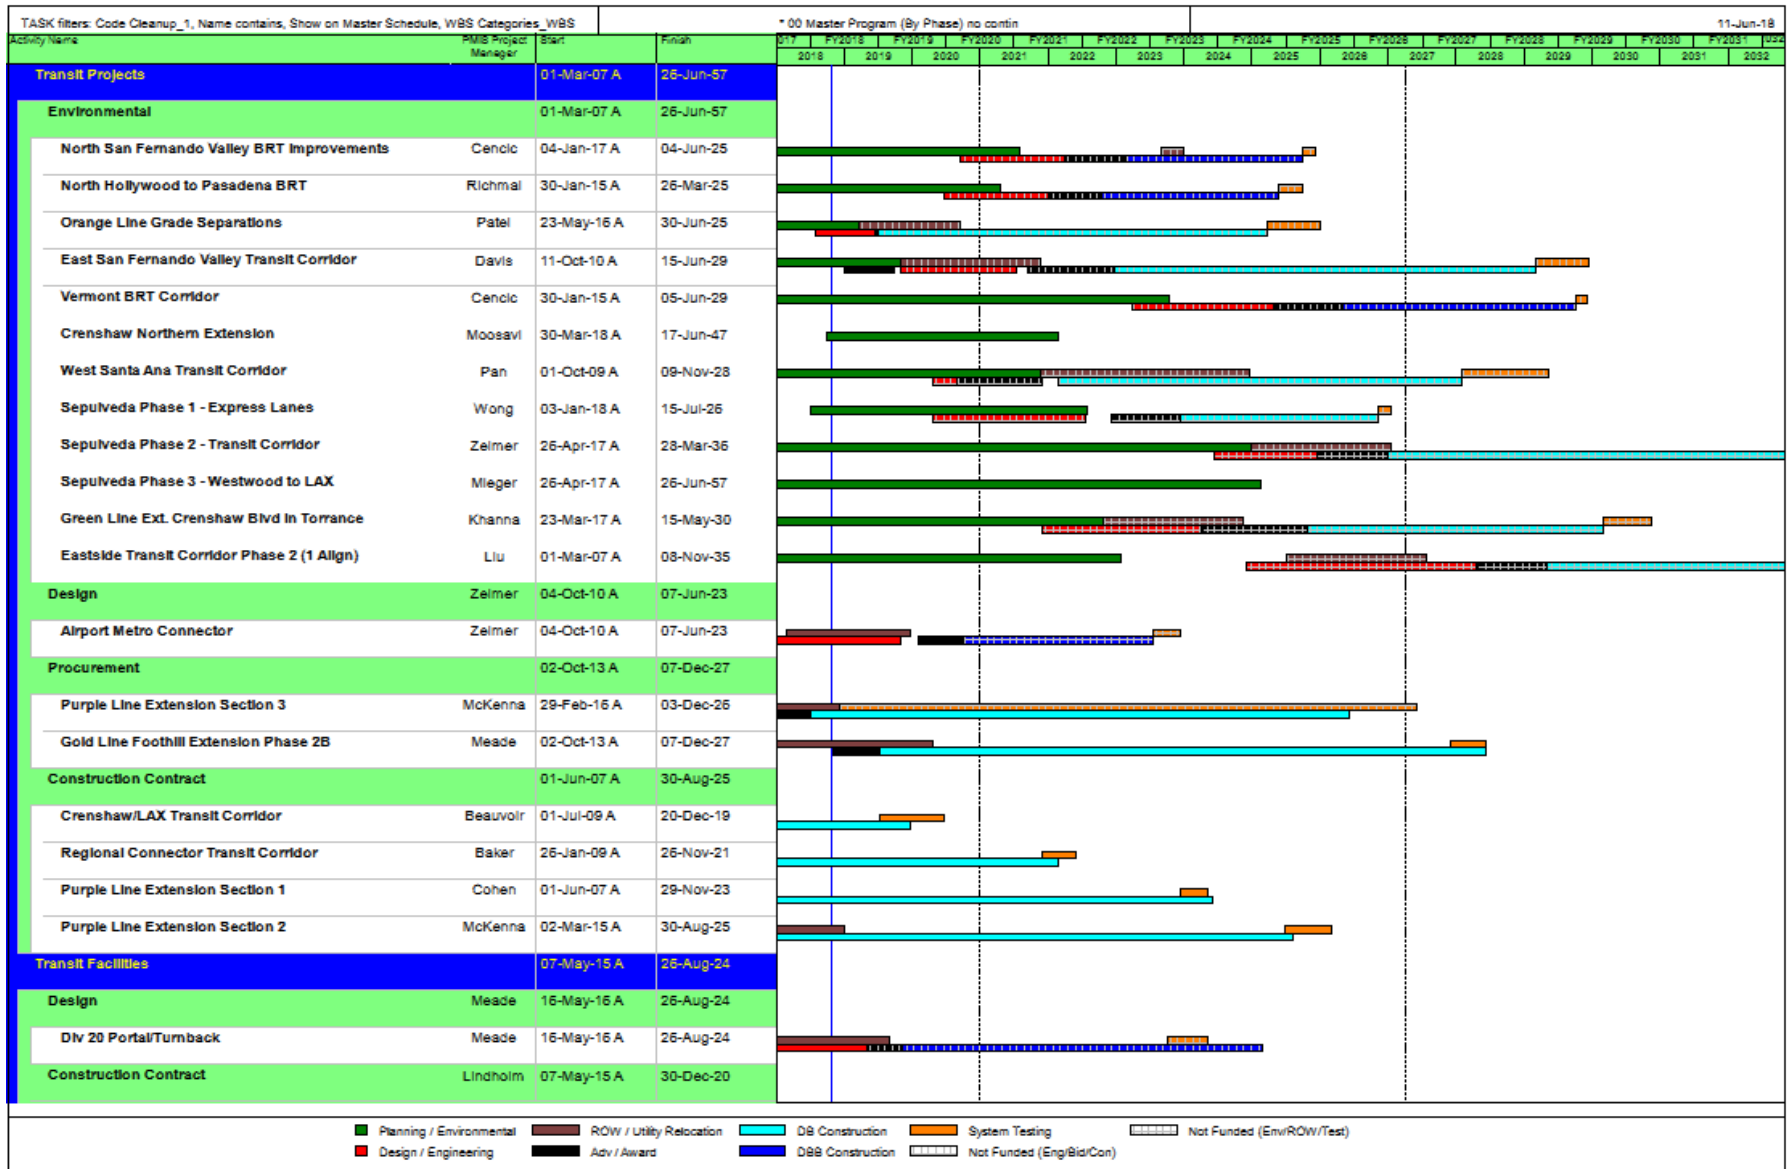 TASK filters: Code Cleanup_1, Name contains, Show on Master Schedule, WBS Categories_WBS
* 00 Master Program (By Phase) no contin
11-Jun-18
Activity Name PMIS Project Manager Start Finish
017 FY2018 FY2019 FY2020 FY2021 FY2022 FY2023 FY2024 FY2025 FY2026 FY2027 FY2028 FY2029 FY2030 FY2031 032
2018 2019 2020 2021 2022 2023 2024 2025 2026 2027 2028 2029 2030 2031 2032
Transit Projects 01-Mar-07 A 26-Jun-57
Environmental 01-Mar-07 A 26-Jun-57
North San Fernando Valley BRT Improvements Cencic 04-Jan-17 A 04-Jun-25
North Hollywood to Pasadena BRT Richmai 30-Jan-15 A 26-Mar-25
Orange Line Grade Separations Patel 23-May-16 A 30-Jun-25
East San Fernando Valley Transit Corridor Davis 11-Oct-10 A 15-Jun-29
Vermont BRT Corridor Cencic 30-Jan-15 A 05-Jun-29
Crenshaw Northern Extension Moosavi 30-Mar-18 A 17-Jun-47
West Santa Ana Transit Corridor Pan 01-Oct-09 A 09-Nov-28
Sepulveda Phase 1 - Express Lanes Wong 03-Jan-18 A 15-Jul-26
Sepulveda Phase 2 - Transit Corridor Zelmer 26-Apr-17 A 28-Mar-36
Sepulveda Phase 3 - Westwood to LAX Mieger 26-Apr-17 A 26-Jun-57
Green Line Ext. Crenshaw Blvd in Torrance Khanna 23-Mar-17 A 15-May-30
Eastside Transit Corridor Phase 2 (1 Align) Liu 01-Mar-07 A 08-Nov-35
Design Zelmer 04-Oct-10 A 07-Jun-23
Airport Metro Connector Zelmer 04-Oct-10 A 07-Jun-23
Procurement 02-Oct-13 A 07-Dec-27
Purple Line Extension Section 3 McKenna 29-Feb-16 A 03-Dec-26
Gold Line Foothill Extension Phase 2B Meade 02-Oct-13 A 07-Dec-27
Construction Contract 01-Jun-07 A 30-Aug-25
Crenshaw/LAX Transit Corridor Beauvoir 01-Jul-09 A 20-Dec-19
Regional Connector Transit Corridor Baker 26-Jan-09 A 26-Nov-21
Purple Line Extension Section 1 Cohen 01-Jun-07 A 29-Nov-23
Purple Line Extension Section 2 McKenna 02-Mar-15 A 30-Aug-25
Transit Facilities 07-May-15 A 26-Aug-24
Design Meade 16-May-16 A 26-Aug-24
Div 20 Portal/Turnback Meade 16-May-16 A 26-Aug-24
Construction Contract Lindholm 07-May-15 A 30-Dec-20
Planning / Environmental ROW / Utility Relocation DB Construction System Testing Not Funded (Env/ROW/Test)
Design / Engineering Adv / Award DBB Construction Not Funded (Eng/Bid/Con)